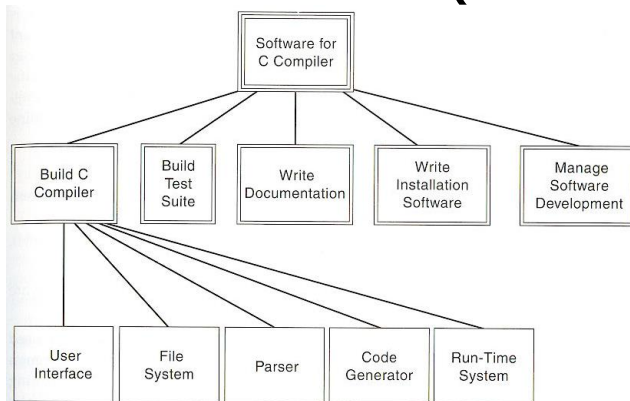 Software for
C Compiler
Build C
Compiler
Build
Test
Suite
Write
Documentation
Write
Installation
Software
Manage
Software
Development
User
Interface
File
System
Parser
Code
Generator
Run-Time
System